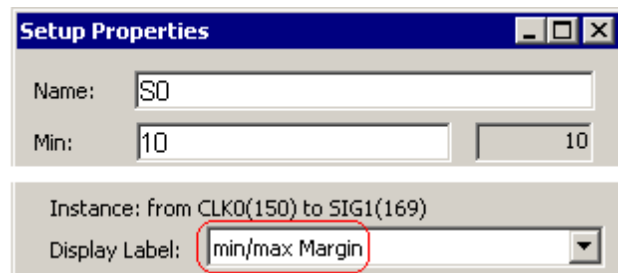 Setup Properties
Name: S0
Min: 10 10
Instance: from CLK0(150) to SIG1(169)
Display Label: min/max Margin